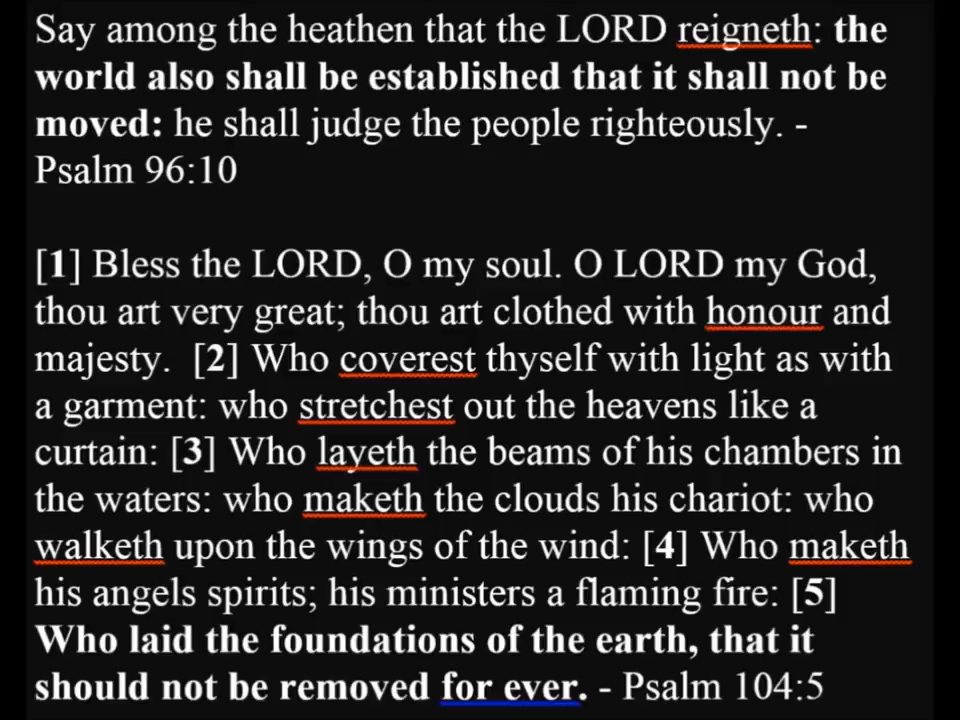 Say among the heathen that the LORD reigneth: the
world also shall be established that it shall not be
moved: he shall judge the people righteously. -
Psalm 96:10
[1] Bless the LORD, O my soul. O LORD my God,
thou art very great; thou art clothed with honour and
majesty. [2] Who coverest thyself with light as with
a garment: who stretchest out the heavens like a
curtain: [3] Who layeth the beams of his chambers in
the waters: who maketh the clouds his chariot: who
walketh upon the wings of the wind: [4] Who maketh
his angels spirits; his ministers a flaming fire: [5]
Who laid the foundations of the earth, that it
should not be removed for ever. - Psalm 104:5